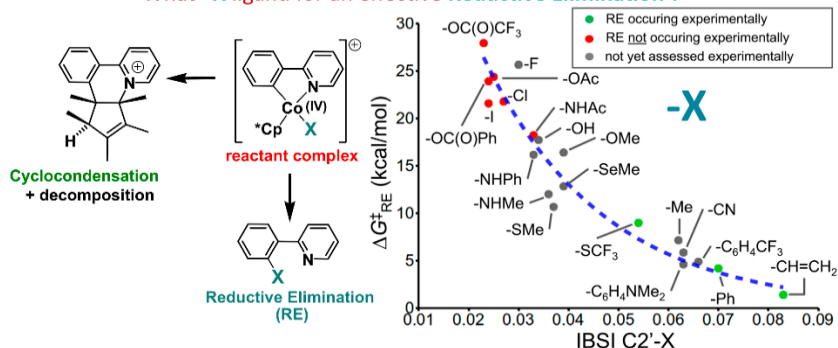 ⊕
N
H
Cyclocondensation
+ decomposition
⊕
N
Co(IV)
*Cp
X
reactant complex
N
X
Reductive Elimination
(RE)
RE occuring experimentally
RE not occuring experimentally
not yet assessed experimentally
-X
ΔG‡RE (kcal/mol)
30
25
20
15
10
5
0
-OC(O)CF3
-F
-OAc
-Cl
-I
-OC(O)Ph
-NHAc
-OH
-OMe
-NHPh
-SeMe
-NHMe
-SMe
-SCF3
-Me
-CN
-C6H4CF3
-C6H4NMe2
-Ph
-CH=CH2
0.01 0.02 0.03 0.04 0.05 0.06 0.07 0.08 0.09
IBSI C2'-X